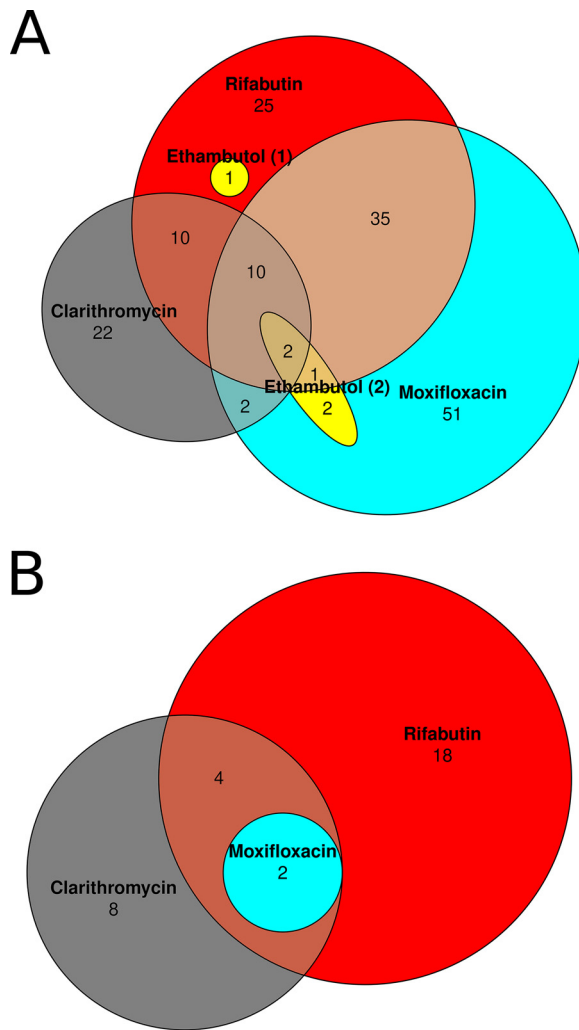 A
Rifabutin
25
Ethambutol (1)
1
35
10
10
Clarithromycin
22
2
1
Ethambutol (2)
2
2
Moxifloxacin
51
B
Rifabutin
18
4
Moxifloxacin
2
Clarithromycin
8